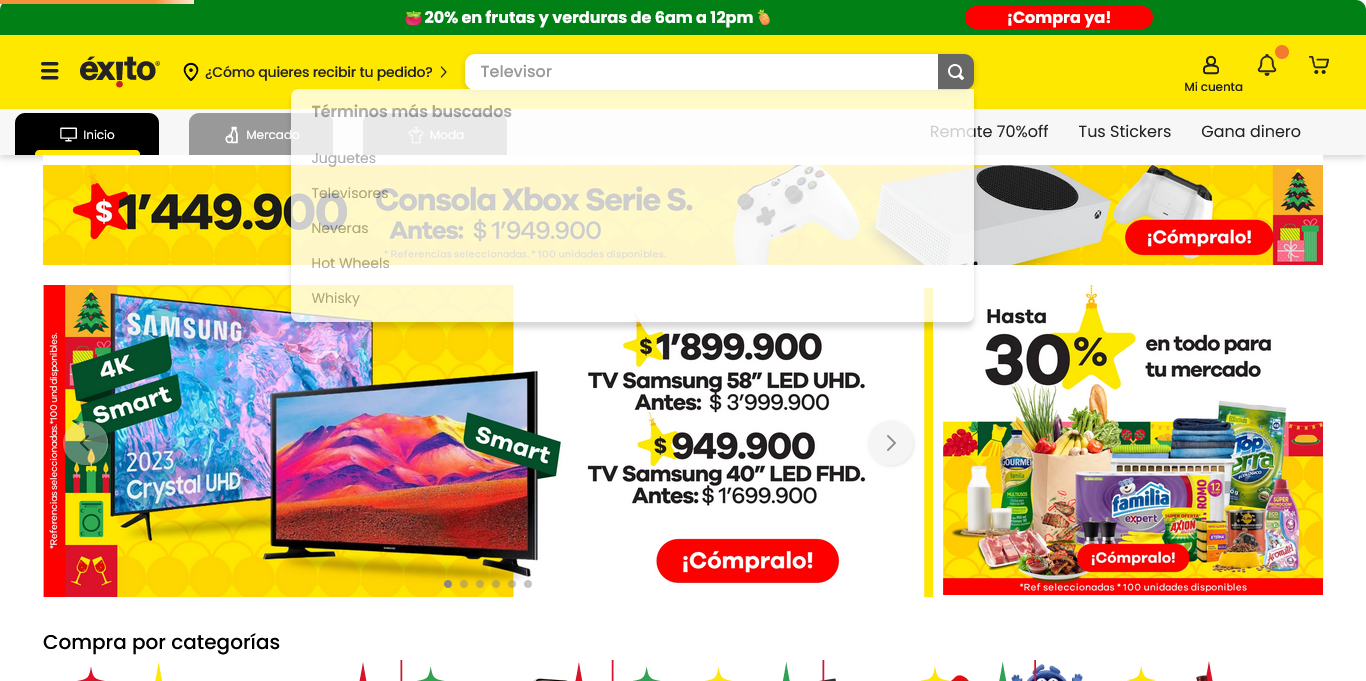 20% en frutas y verduras de 6am a 12pm
¡Compra ya!
éxito
¿Cómo quieres recibir tu pedido?
Televisor
Mi cuenta
Términos más buscados
Inicio
Mercado
Moda
Remate 70%off
Tus Stickers
Gana dinero
Juguetes
Televisores
Neveras
Hot Wheels
Whisky
$1’449.900
Consola Xbox Serie S.
Antes: $ 1’949.900
* Referencias seleccionadas. * 100 unidades disponibles.
¡Cómpralo!
*Referencias seleccionadas.*100 und disponibles.
SAMSUNG
4K
Smart
2023
Crystal UHD
Smart
SAMSUNG
$1’899.900
TV Samsung 58” LED UHD.
Antes: $ 3’999.900
$ 949.900
TV Samsung 40” LED FHD.
Antes: $ 1’699.900
¡Cómpralo!
Hasta
30%
en todo para
tu mercado
GOURMET
familia
expert
AXION
¡Cómpralo!
*Ref seleccionadas * 100 unidades disponibles
Compra por categorías